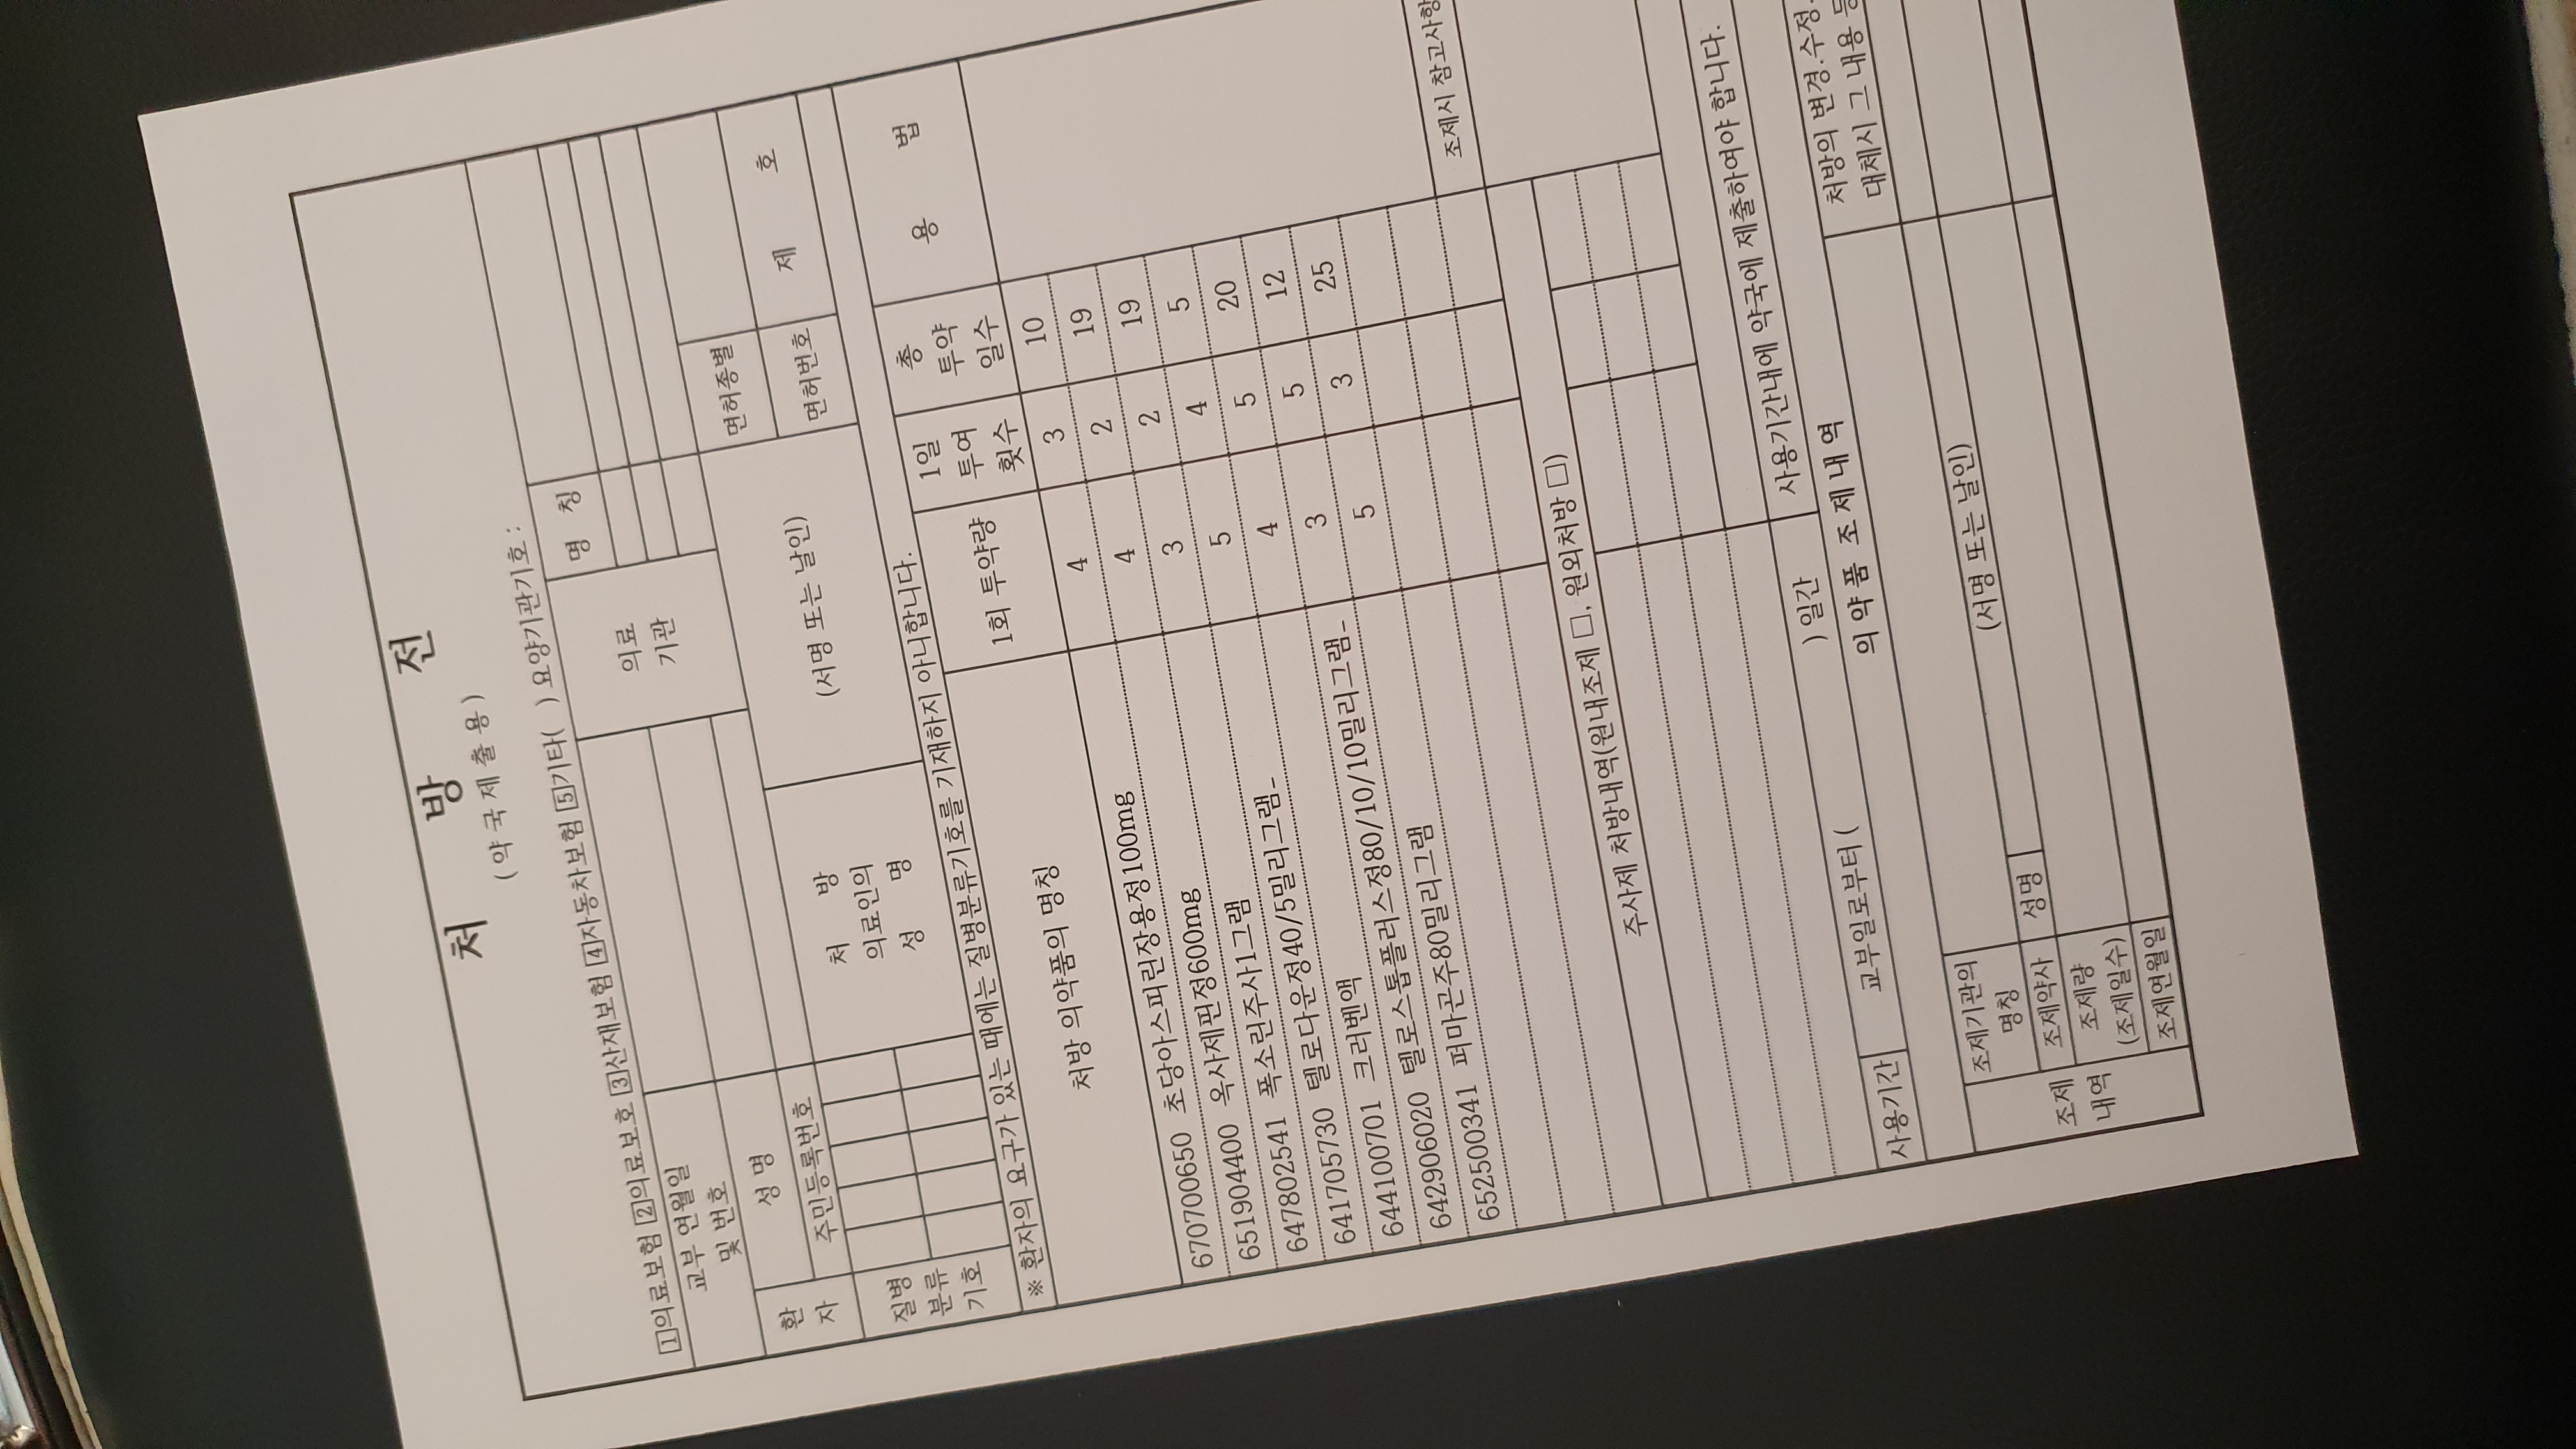 처 방 전
(약국제출용)
1의료보험 2의료보호 3산재보험 4자동차보험 5기타( ) 요양기관기호 :
교부 연월일
및 번호
의료
기관
명 칭
환
자
성 명
주민등록번호
처 방
의료인의
성 명
(서명 또는 날인)
면허종별
면허번호
제 호
질병
분류
기호
※ 환자의 요구가 있는 때에는 질병분류기호를 기재하지 아니합니다.
처방 의약품의 명칭
1회 투약량
1일
투여
횟수
총
투약
일수
용 법
670700650 초당아스피린장용정100mg 4 3 10
651904400 옥사제핀정600mg 4 2 19
647802541 폭소린주사1그램 3 2 19
641705730 텔로다운정40/5밀리그램_ 5 4 5
644100701 크러벤액 4 5 20
642906020 텔로스톱플러스정80/10/10밀리그램_ 3 5 12
652500341 퍼마곤주80밀리그램 5 3 25
조제시 참고사항
주사제 처방내역(원내조제 □, 원외처방 □)
사용기간
교부일로부터 ( ) 일간
사용기간내에 약국에 제출하여야 합니다.
의 약 품 조 제 내 역
처방의 변경.수정.
대체시 그 내용
조제
내역
조제기관의
명칭
조제약사
성명
(서명 또는 날인)
조제량
(조제일수)
조제연월일